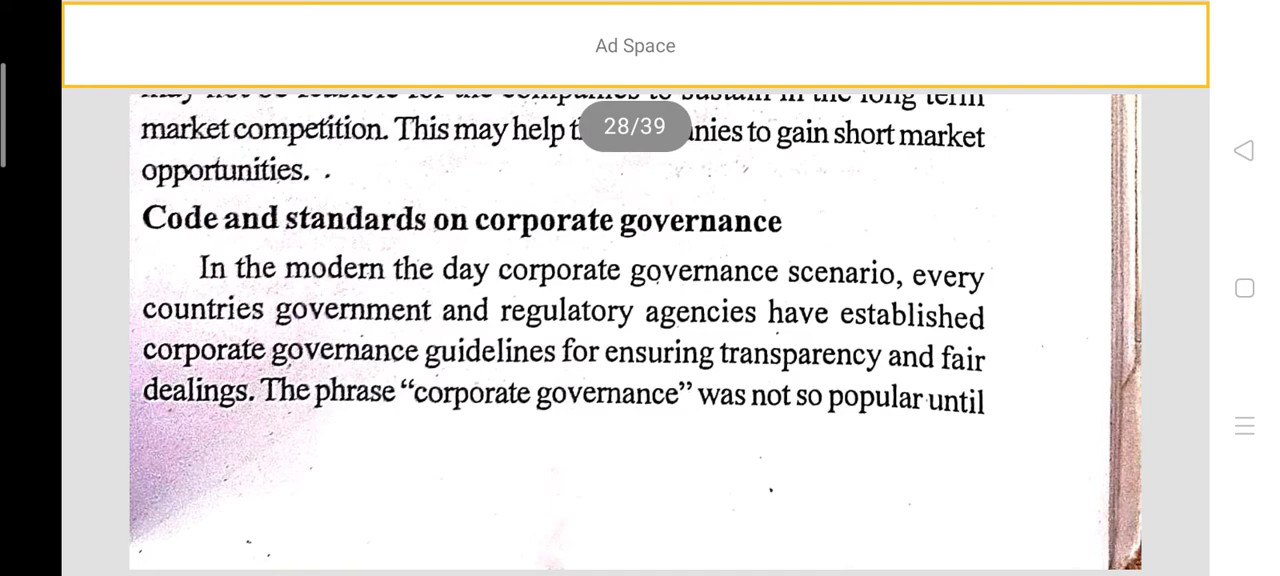 Ad Space
market competition. This may help t 28/39 nies to gain short market
opportunities. .
Code and standards on corporate governance
In the modern the day corporate governance scenario, every
countries government and regulatory agencies have established
corporate governance guidelines for ensuring transparency and fair
dealings. The phrase “corporate governance” was not so popular until